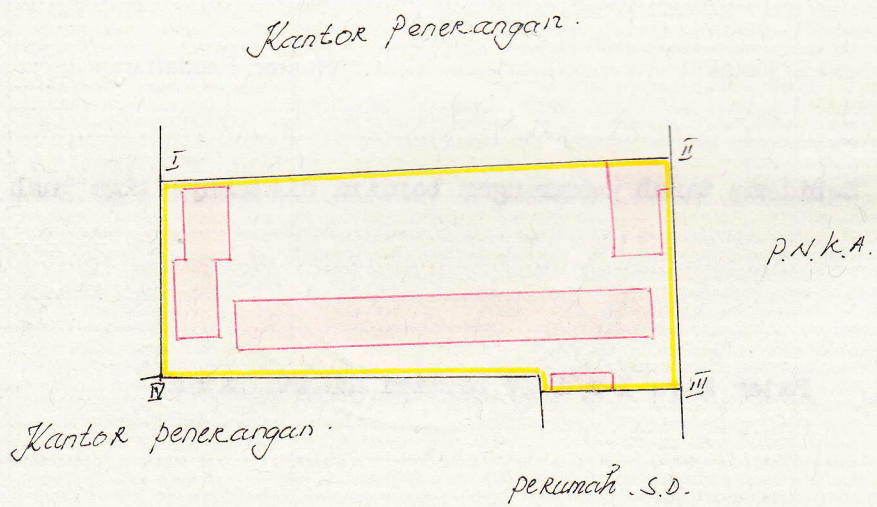 Kantor Penerangan.
I
II
P.N.K.A.
IV
III
Kantor penerangan.
perumah. S.D.